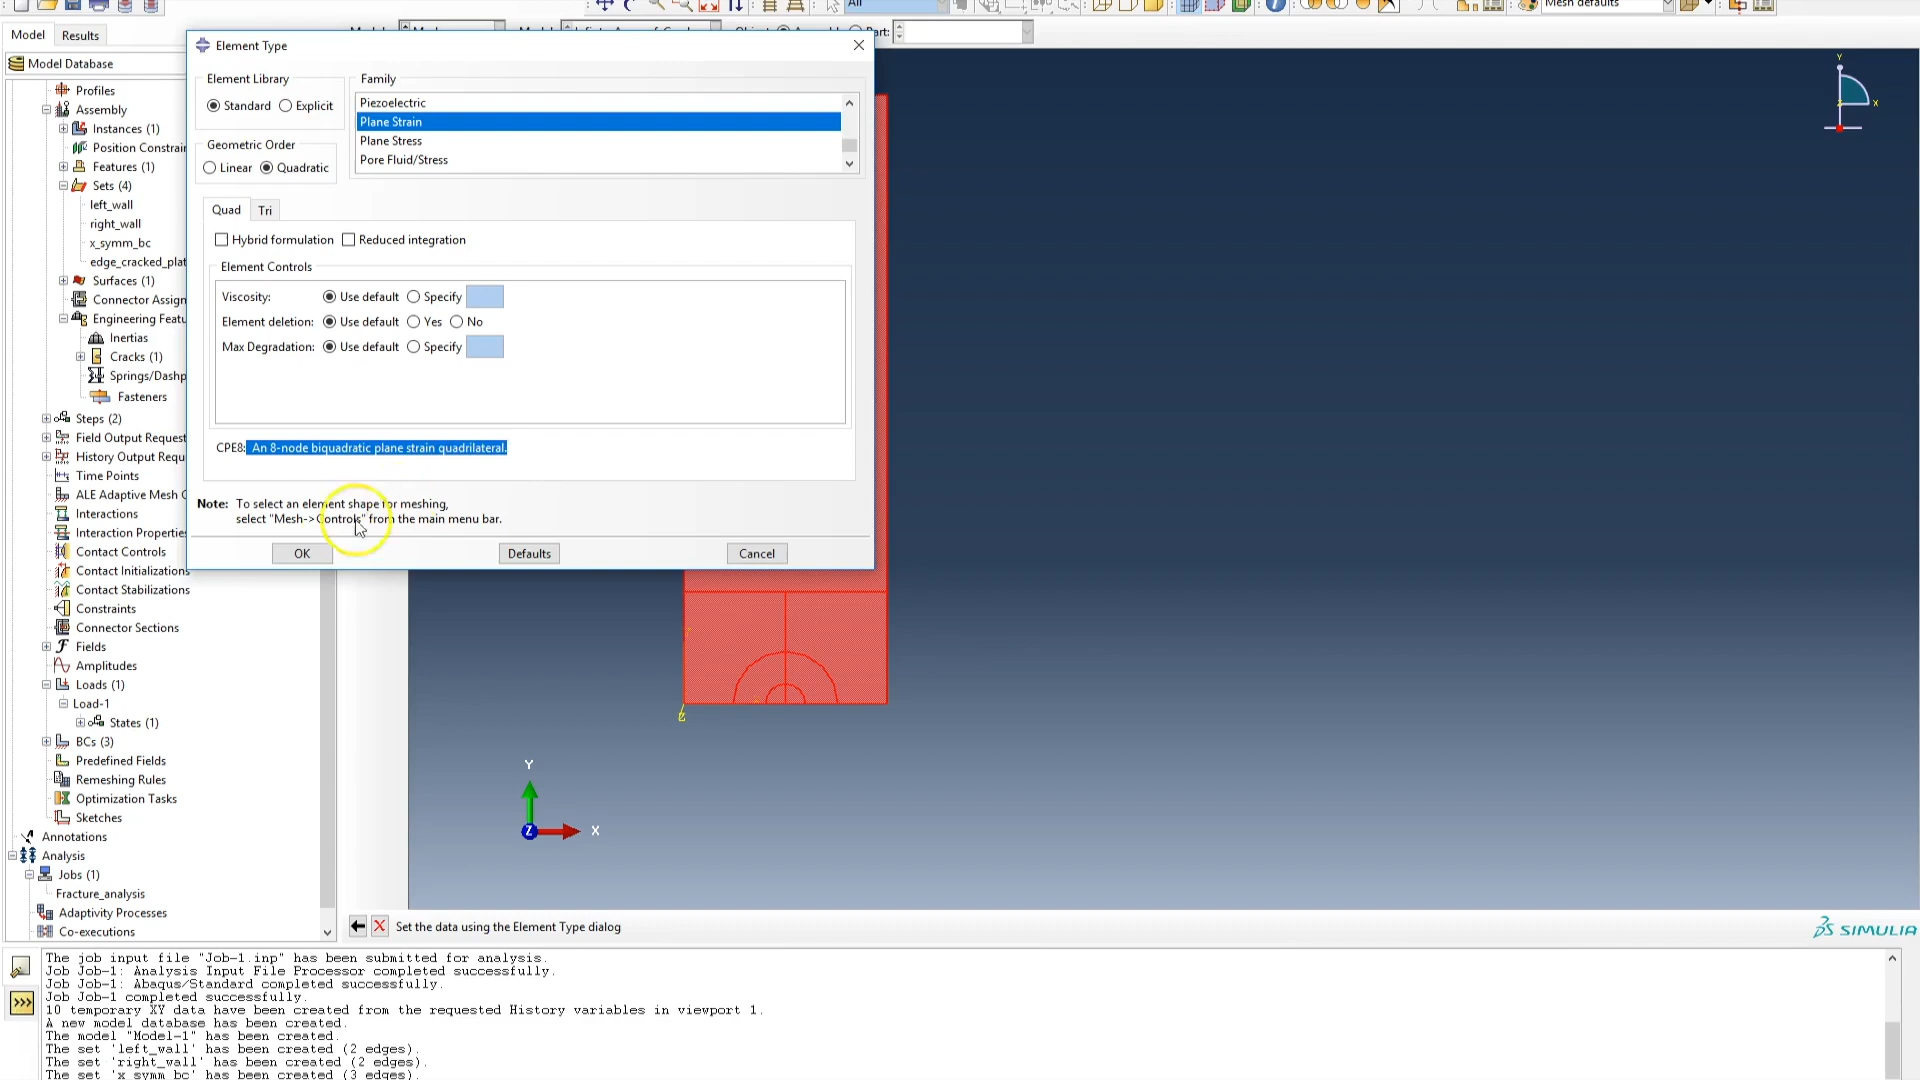 All
Mesh defaults
Model
Results
Part:
Model Database
Profiles
Assembly
Instances (1)
Position Constrain
Features (1)
Sets (4)
left_wall
right_wall
x_symm_bc
edge_cracked_plat
Surfaces (1)
Connector Assign
Engineering Featu
Inertias
Cracks (1)
Springs/Dashp
Fasteners
Steps (2)
Field Output Request
History Output Requ
Time Points
ALE Adaptive Mesh C
Interactions
Interaction Properties
Contact Controls
Contact Initializations
Contact Stabilizations
Constraints
Connector Sections
Fields
Amplitudes
Loads (1)
Load-1
States (1)
BCs (3)
Predefined Fields
Remeshing Rules
Optimization Tasks
Sketches
Annotations
Analysis
Jobs (1)
Fracture_analysis
Adaptivity Processes
Co-executions
Element Type
Element Library
Standard Explicit
Geometric Order
Linear Quadratic
Family
Piezoelectric
Plane Strain
Plane Stress
Pore Fluid/Stress
Quad Tri
Hybrid formulation Reduced integration
Element Controls
Viscosity: Use default Specify
Element deletion: Use default Yes No
Max Degradation: Use default Specify
CPE8: An 8-node biquadratic plane strain quadrilateral.
Note: To select an element shape for meshing,
select "Mesh->Controls" from the main menu bar.
OK Defaults Cancel
Y
X
Y
Z
X
Set the data using the Element Type dialog
SIMULIA
The job input file "Job-1.inp" has been submitted for analysis.
Job Job-1: Analysis Input File Processor completed successfully.
Job Job-1: Abaqus/Standard completed successfully.
Job Job-1 completed successfully.
10 temporary XY data have been created from the requested History variables in viewport 1.
A new model database has been created.
The model "Model-1" has been created.
The set 'left_wall' has been created (2 edges).
The set 'right_wall' has been created (2 edges).
The set 'x_symm_bc' has been created (3 edges).